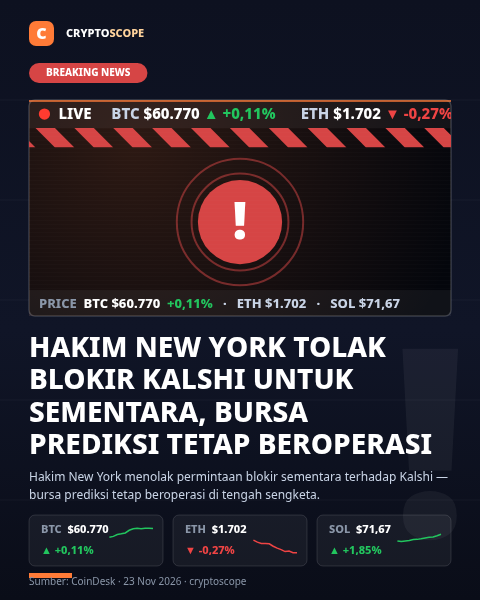 C CRYPTOSCOPE
BREAKING NEWS
LIVE BTC $60.770 ▲ +0,11% ETH $1.702 ▼ -0,27%
!
PRICE BTC $60.770 +0,11% · ETH $1.702 · SOL $71,67
HAKIM NEW YORK TOLAK
BLOKIR KALSHI UNTUK
SEMENTARA, BURSA
PREDIKSI TETAP BEROPERASI
Hakim New York menolak permintaan blokir sementara terhadap Kalshi —
bursa prediksi tetap beroperasi di tengah sengketa.
BTC $60.770
▲ +0,11%
ETH $1.702
▼ -0,27%
SOL $71,67
▲ +1,85%
Sumber: CoinDesk · 23 Nov 2026 · cryptoscope